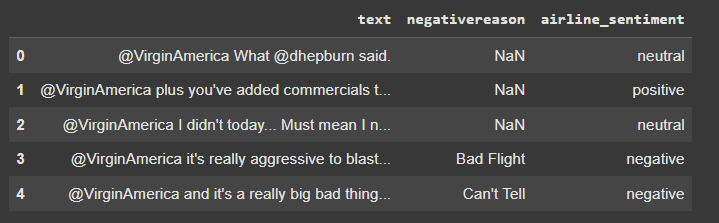 text negativereason airline_sentiment
0 @VirginAmerica What @dhepburn said. NaN neutral
1 @VirginAmerica plus you've added commercials t... NaN positive
2 @VirginAmerica I didn't today... Must mean I n... NaN neutral
3 @VirginAmerica it's really aggressive to blast... Bad Flight negative
4 @VirginAmerica and it's a really big bad thing... Can't Tell negative